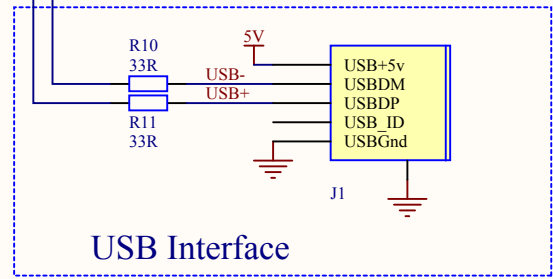 R10
33R
5V
USB-
USB+
R11
33R
USB+5v
USBDM
USBDP
USB_ID
USBGnd
J1
USB Interface